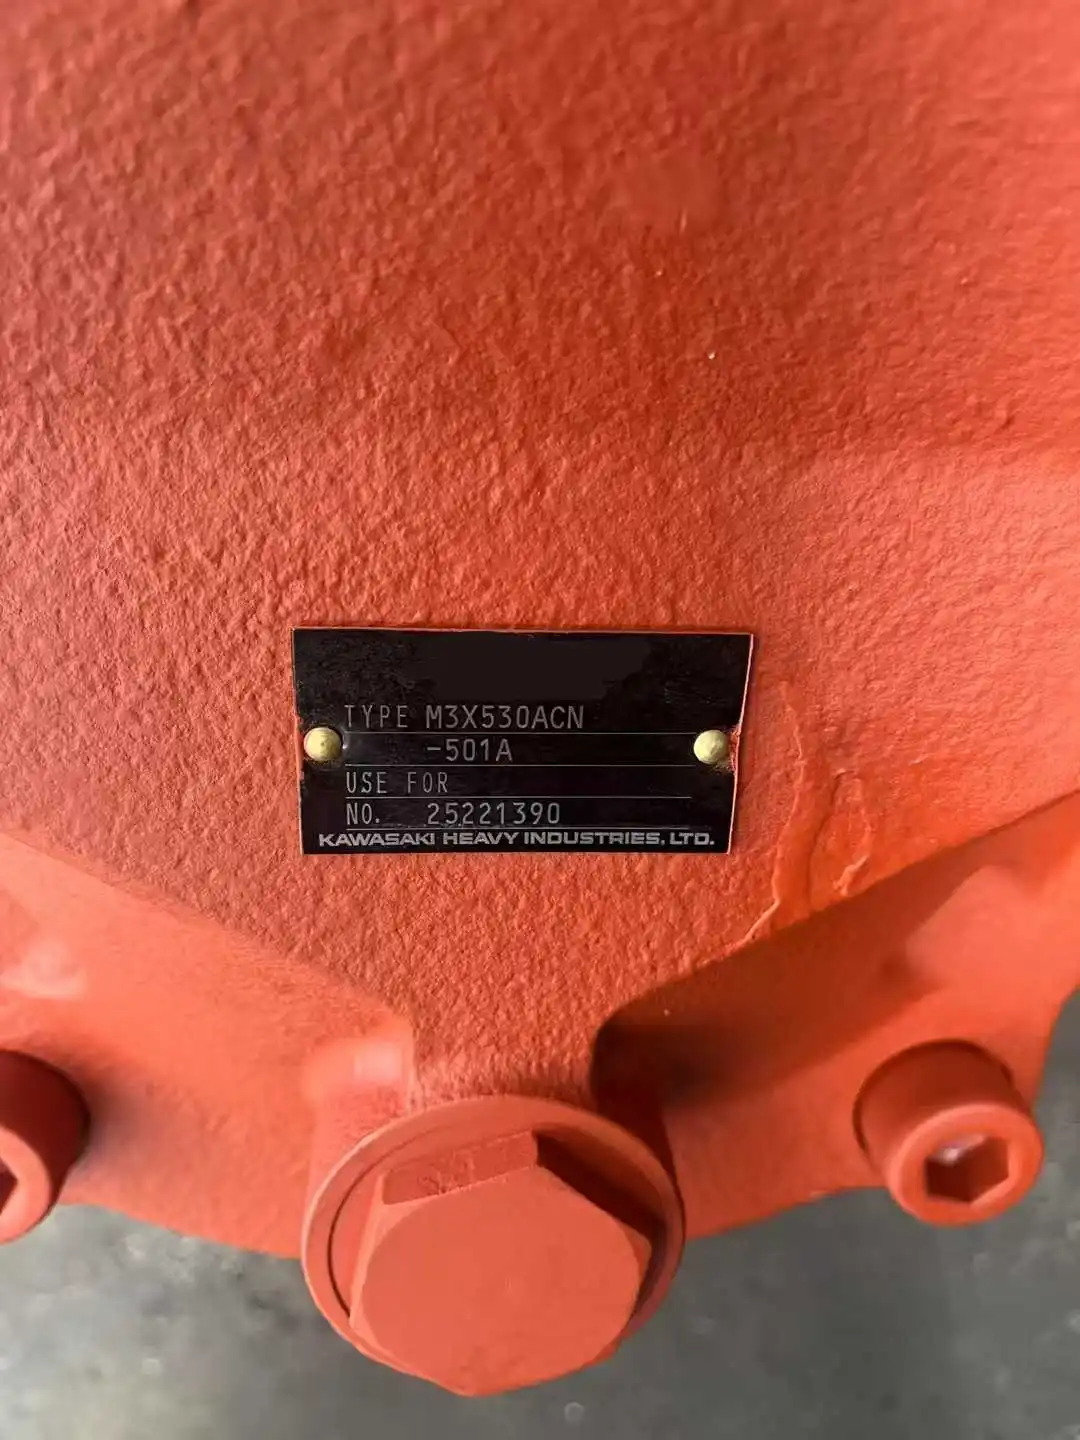 TYPE M3X530ACN
-501A
USE FOR
NO. 25221390
KAWASAKI HEAVY INDUSTRIES, LTD.